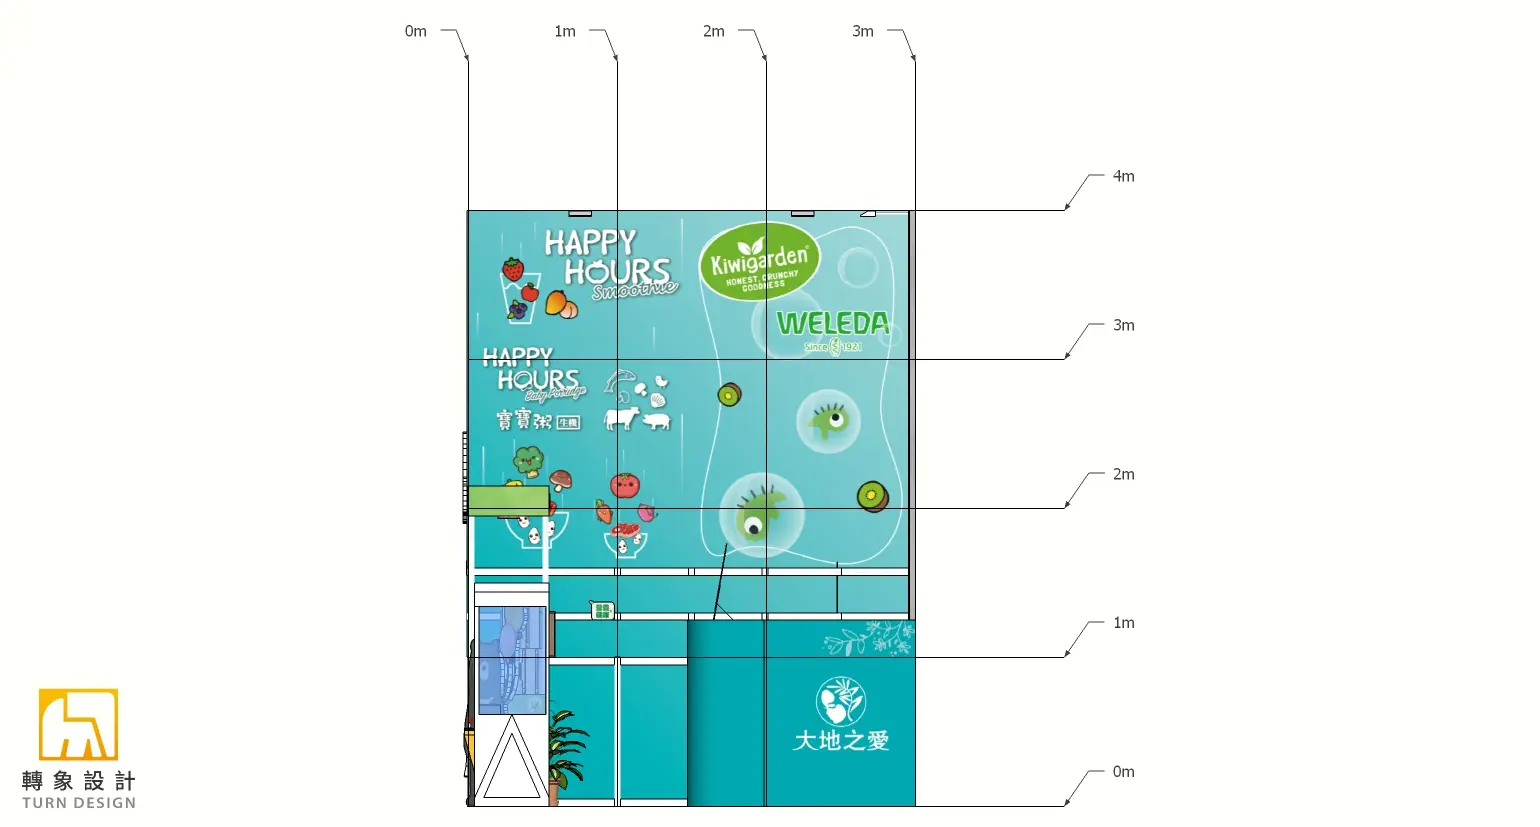 0m
1m
2m
3m
4m
HAPPY
HOURS
Smoothie
Kiwigarden
HONEST, CRUNCHY
GOODNESS
WELEDA
Since 1921
3m
HAPPY
HOURS
Baby Porridge
寶寶粥 生機
2m
1m
大地之愛
0m
轉象設計
TURN DESIGN